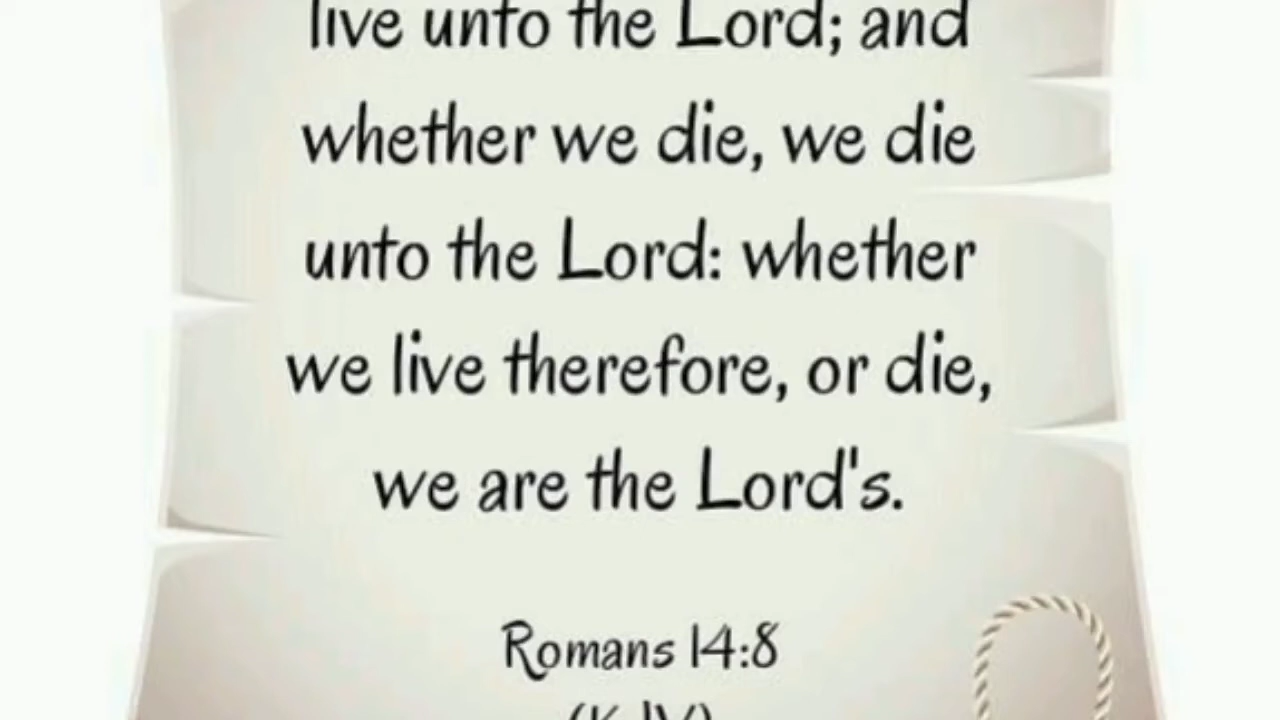 live unto the Lord; and
whether we die, we die
unto the Lord: whether
we live therefore, or die,
we are the Lord's.
Romans 14:8
(KJV)